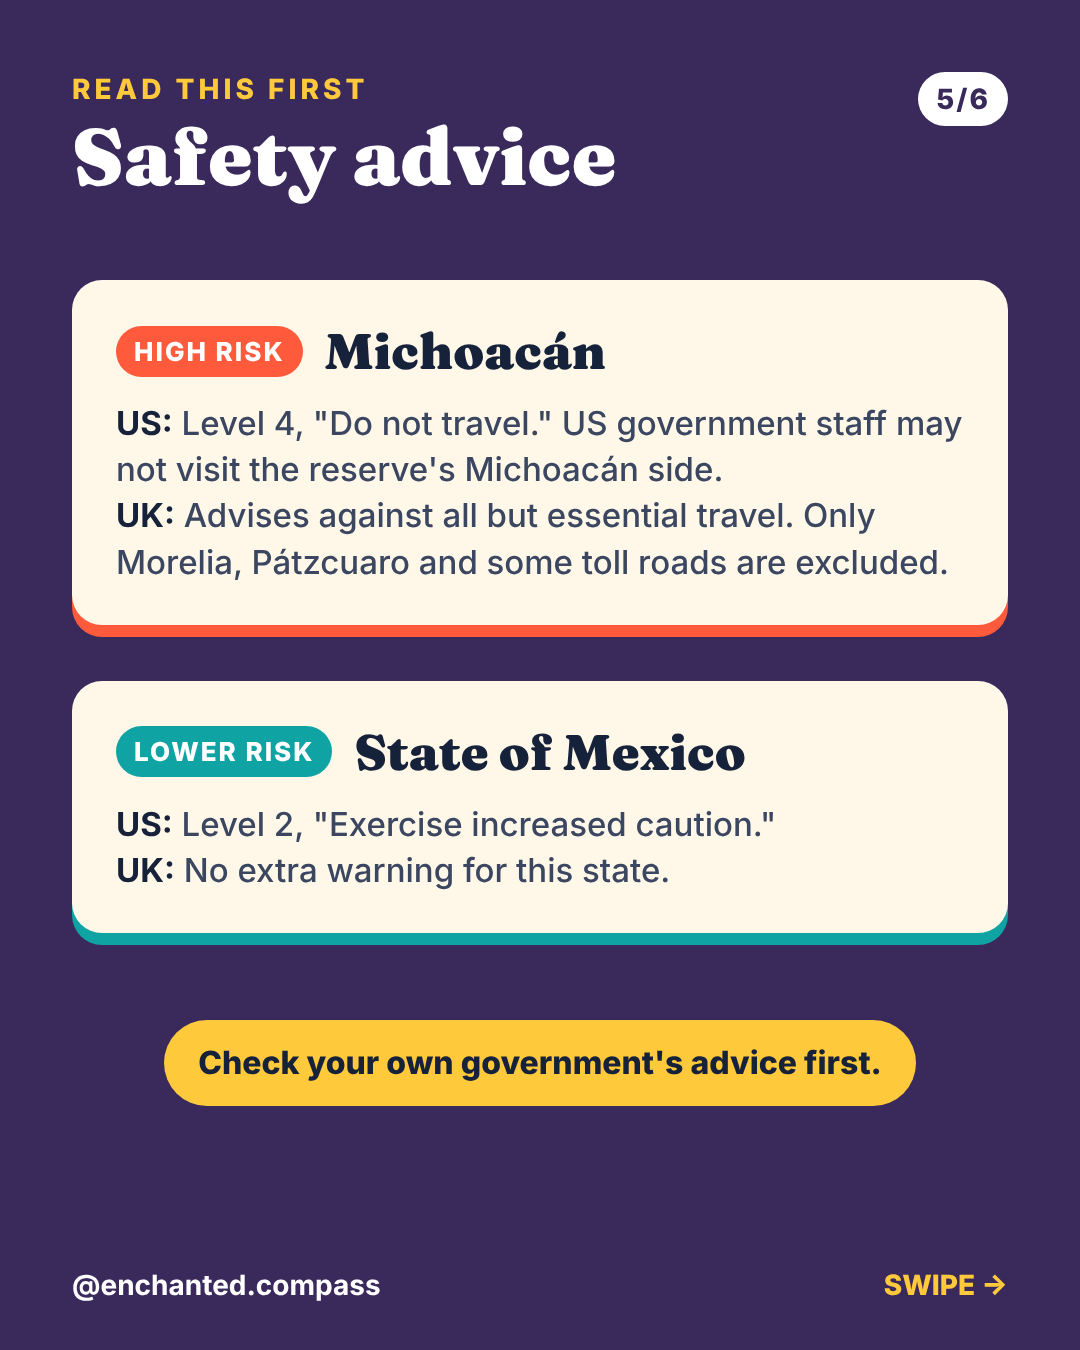 READ THIS FIRST
5/6
Safety advice
HIGH RISK Michoacán
US: Level 4, "Do not travel." US government staff may
not visit the reserve's Michoacán side.
UK: Advises against all but essential travel. Only
Morelia, Pátzcuaro and some toll roads are excluded.
LOWER RISK State of Mexico
US: Level 2, "Exercise increased caution."
UK: No extra warning for this state.
Check your own government's advice first.
@enchanted.compass
SWIPE →